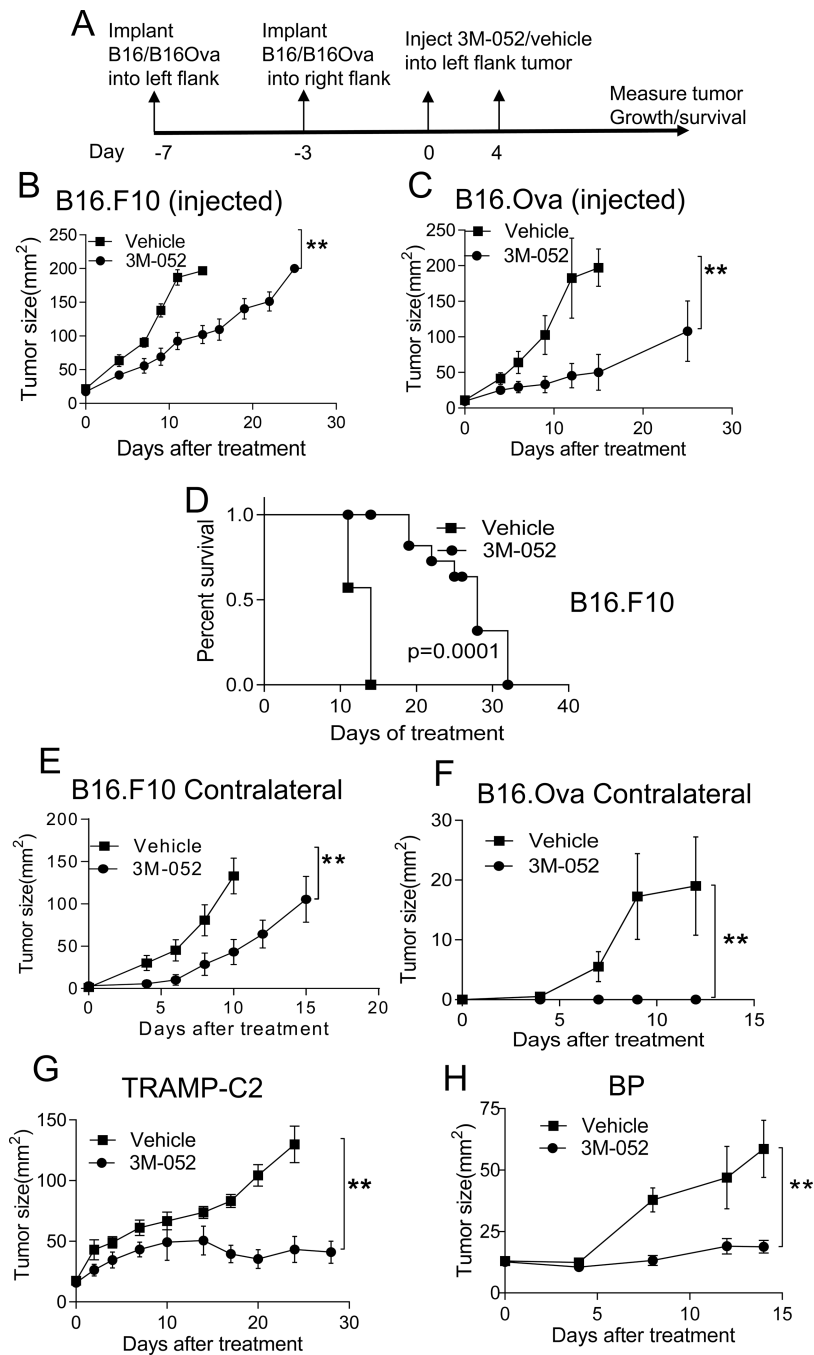 A
Implant
B16/B16Ova
into left flank
Implant
B16/B16Ova
into right flank
Inject 3M-052/vehicle
into left flank tumor
Measure tumor
Growth/survival
Day -7 -3 0 4
B
B16.F10 (injected)
Tumor size(mm²)
250
200
150
100
50
0
Vehicle
3M-052
**
0 10 20 30
Days after treatment
C
B16.Ova (injected)
Tumor size(mm²)
250
200
150
100
50
0
Vehicle
3M-052
**
0 10 20 30
Days after treatment
D
Percent survival
1.0
0.5
0.0
Vehicle
3M-052
B16.F10
p=0.0001
0 10 20 30 40
Days of treatment
E
B16.F10 Contralateral
Tumor size(mm²)
200
150
100
50
0
Vehicle
3M-052
**
0 5 10 15 20
Days after treatment
F
B16.Ova Contralateral
Tumor size(mm²)
30
20
10
0
Vehicle
3M-052
**
0 5 10 15
Days after treatment
G
TRAMP-C2
Tumor size(mm²)
150
100
50
0
Vehicle
3M-052
**
0 10 20 30
Days after treatment
H
BP
Tumor size(mm²)
75
50
25
0
Vehicle
3M-052
**
0 5 10 15
Days after treatment